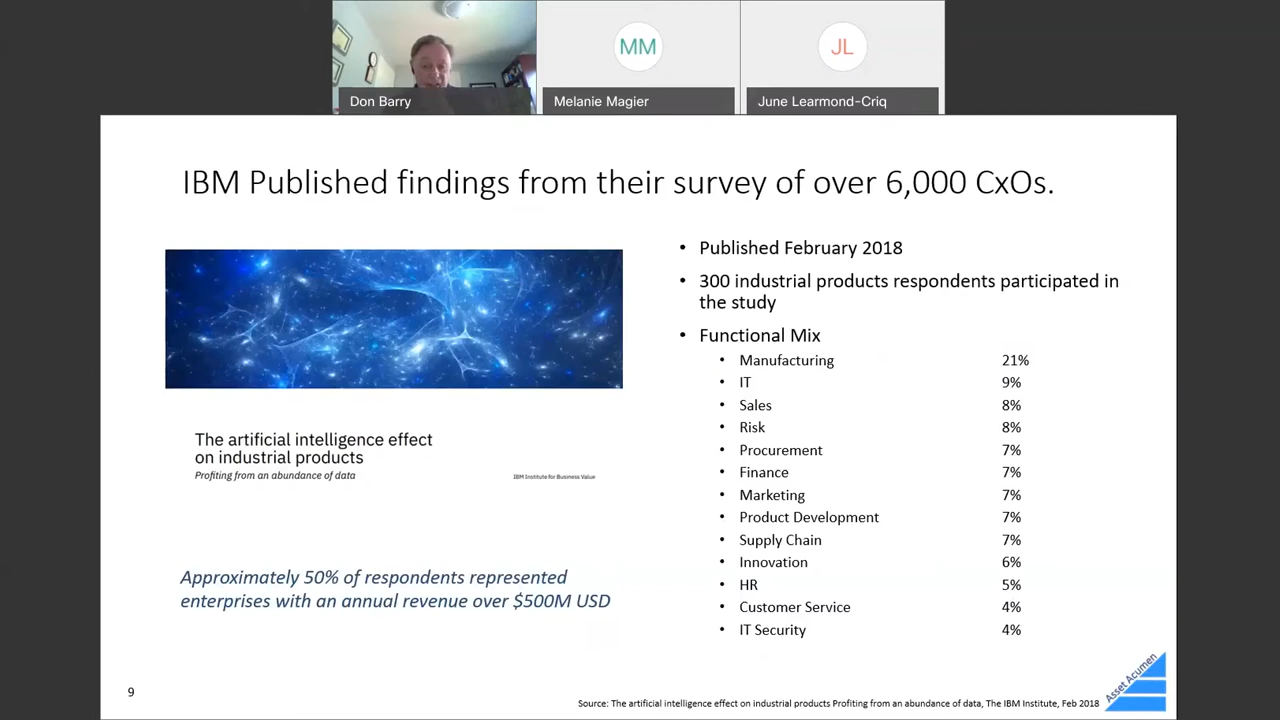 MM
JL
Don Barry
Melanie Magier
June Learmond-Criq
IBM Published findings from their survey of over 6,000 CxOs.
The artificial intelligence effect
on industrial products
Profiting from an abundance of data
IBM Institute for Business Value
Approximately 50% of respondents represented
enterprises with an annual revenue over $500M USD
• Published February 2018
• 300 industrial products respondents participated in
the study
• Functional Mix
• Manufacturing 21%
• IT 9%
• Sales 8%
• Risk 8%
• Procurement 7%
• Finance 7%
• Marketing 7%
• Product Development 7%
• Supply Chain 7%
• Innovation 6%
• HR 5%
• Customer Service 4%
• IT Security 4%
9
Source: The artificial intelligence effect on industrial products Profiting from an abundance of data, The IBM Institute, Feb 2018
Asset Acumen